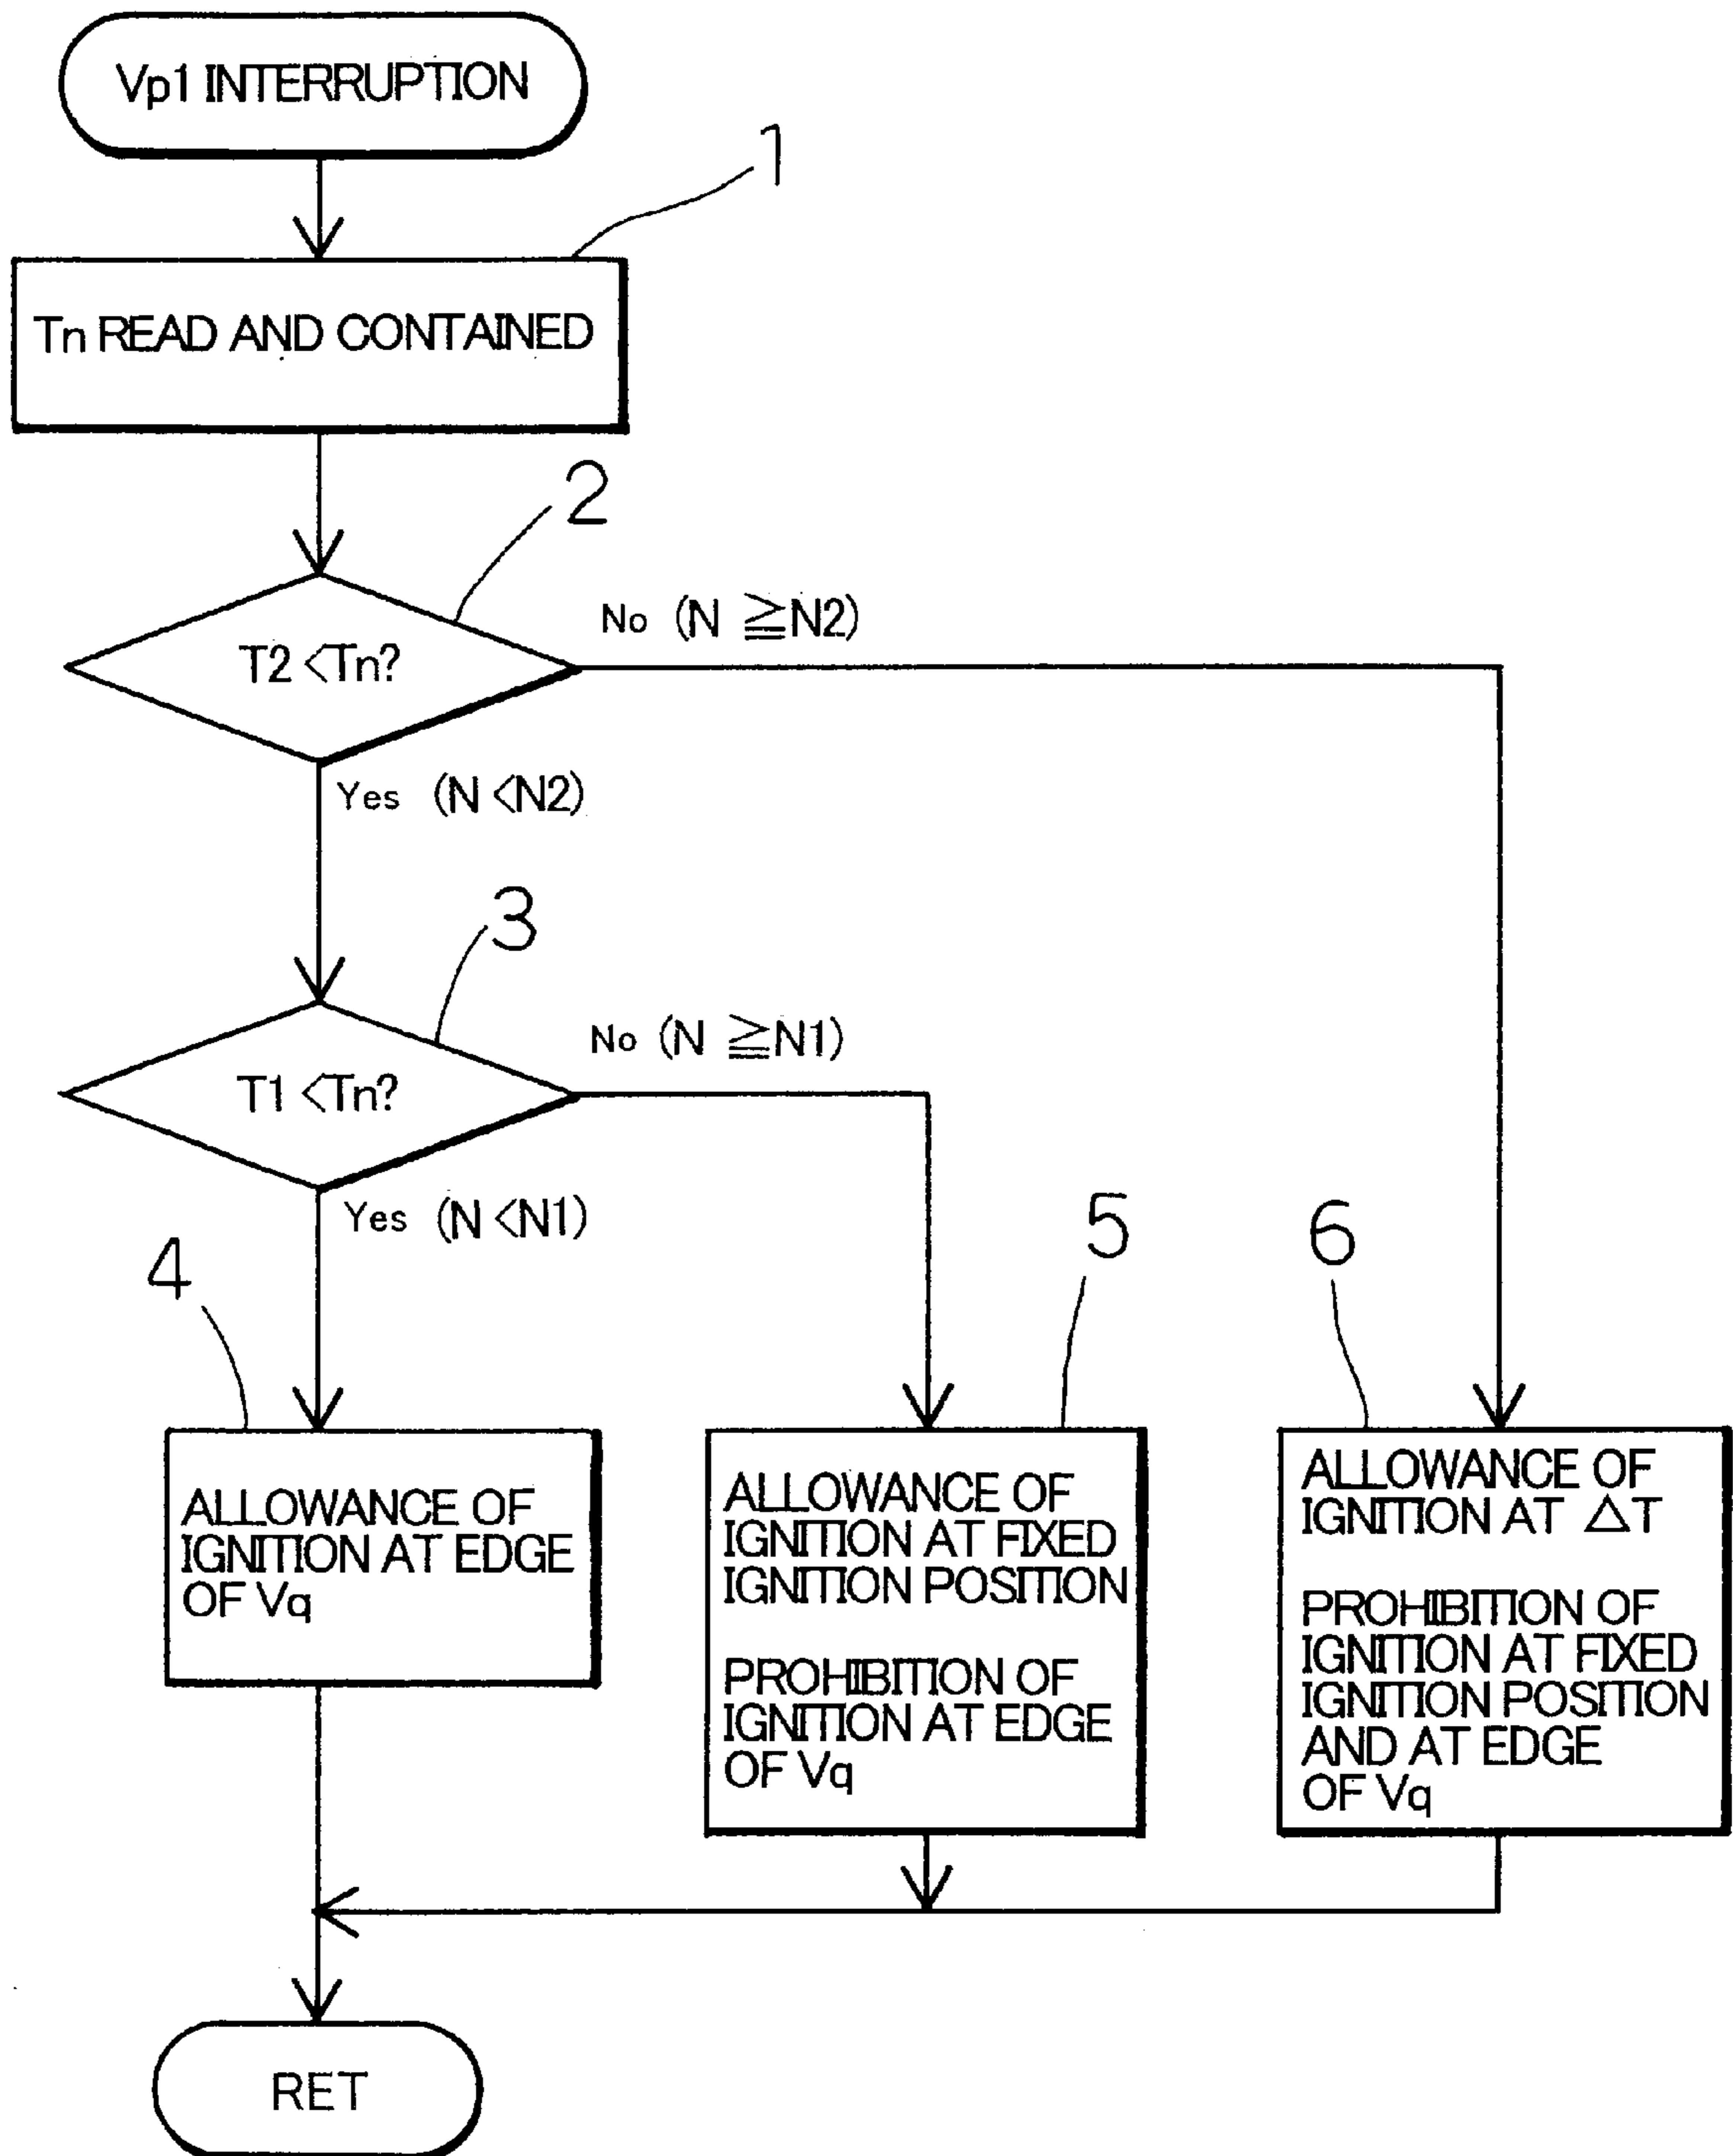 Vp1 INTERRUPTION
1
Tn READ AND CONTAINED
2
No (N ≧N2)
T2 <Tn?
Yes (N <N2)
3
No (N ≧N1)
T1 <Tn?
Yes (N <N1)
4
5
6
ALLOWANCE OF
IGNITION AT EDGE
OF Vq
ALLOWANCE OF
IGNITION AT FIXED
IGNITION POSITION
PROHIBITION OF
IGNITION AT EDGE
OF Vq
ALLOWANCE OF
IGNITION AT △T
PROHIBITION OF
IGNITION AT FIXED
IGNITION POSITION
AND AT EDGE
OF Vq
RET